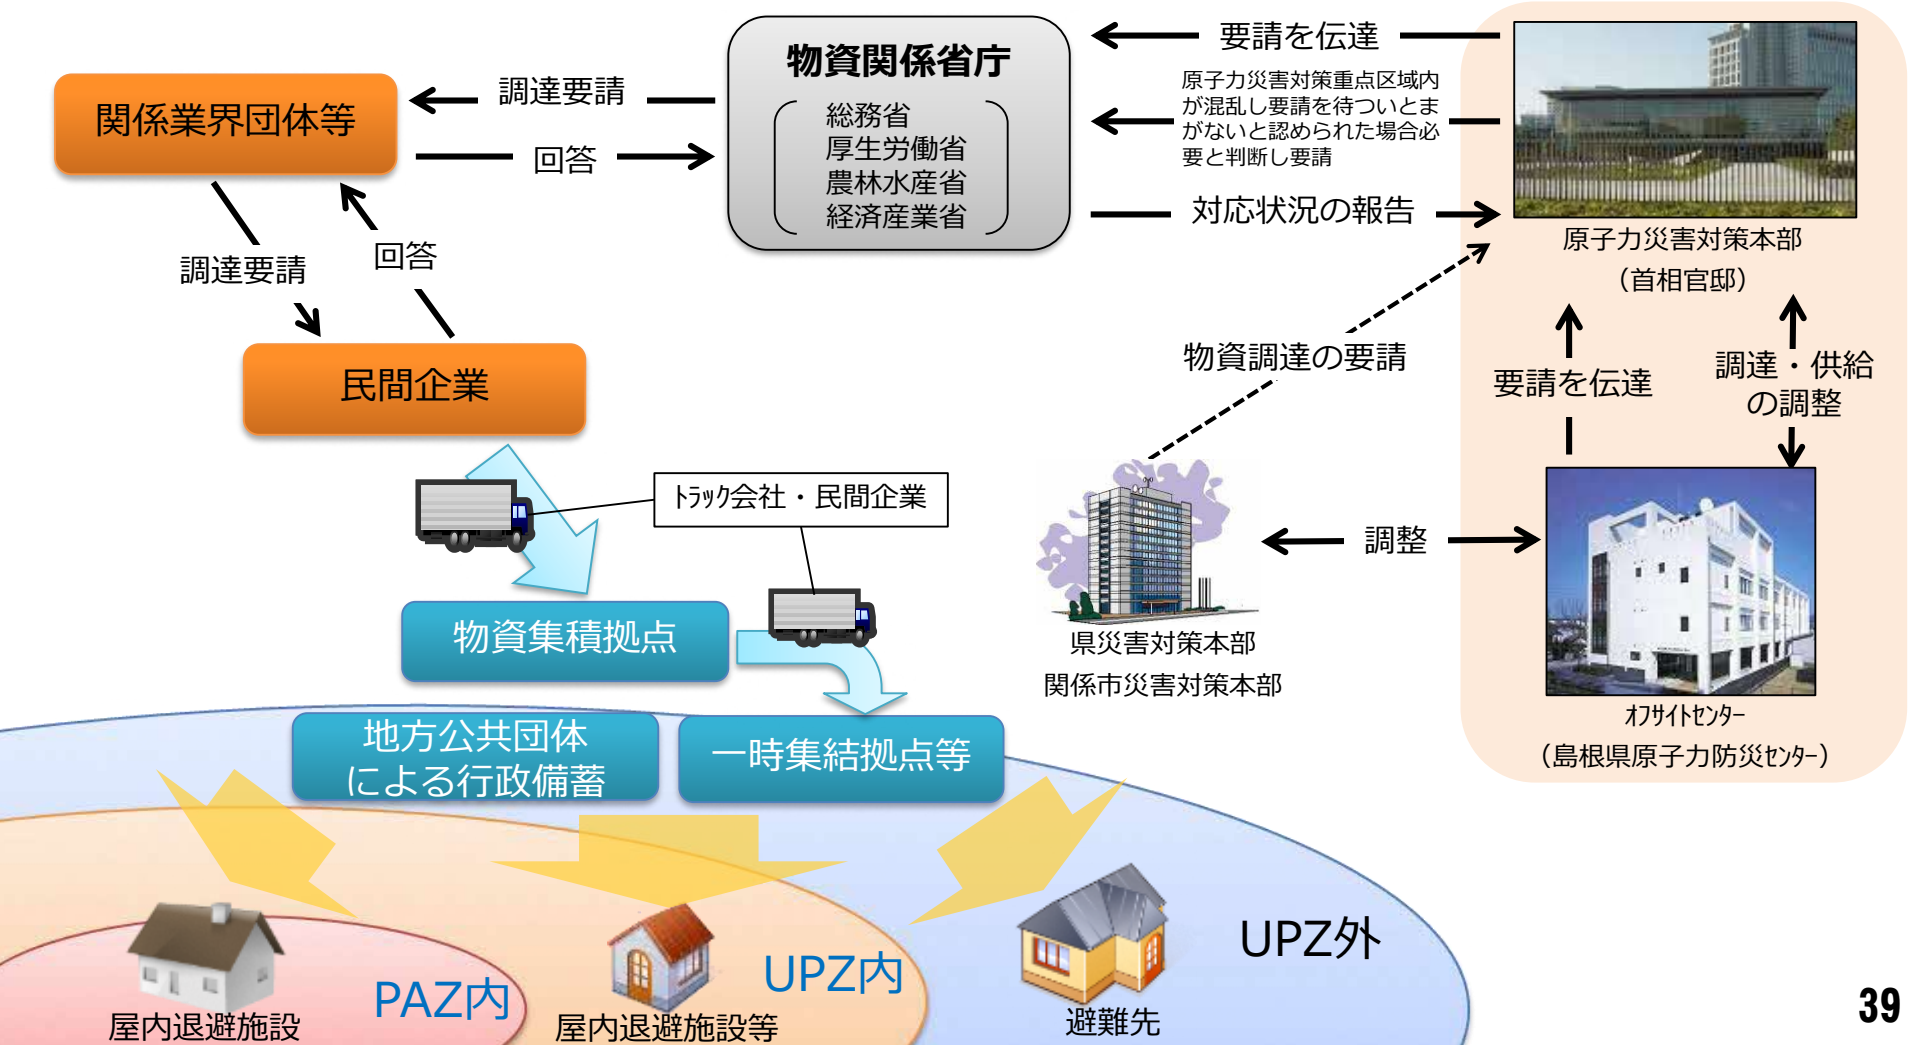 物資関係省庁
総務省
厚生労働省
農林水産省
経済産業省
要請を伝達
原子力災害対策重点区域内
が混乱し要請を待ついとま
がないと認められた場合必
要と判断し要請
対応状況の報告
原子力災害対策本部
（首相官邸）
調達要請
回答
関係業界団体等
調達要請
回答
民間企業
物資調達の要請
要請を伝達
調達・供給
の調整
ﾄﾗｯｸ会社・民間企業
調整
県災害対策本部
関係市災害対策本部
ｵﾌｻｲﾄｾﾝﾀｰ
（島根県原子力防災ｾﾝﾀｰ）
物資集積拠点
地方公共団体
による行政備蓄
一時集結拠点等
PAZ内
屋内退避施設
UPZ内
屋内退避施設等
UPZ外
避難先
39